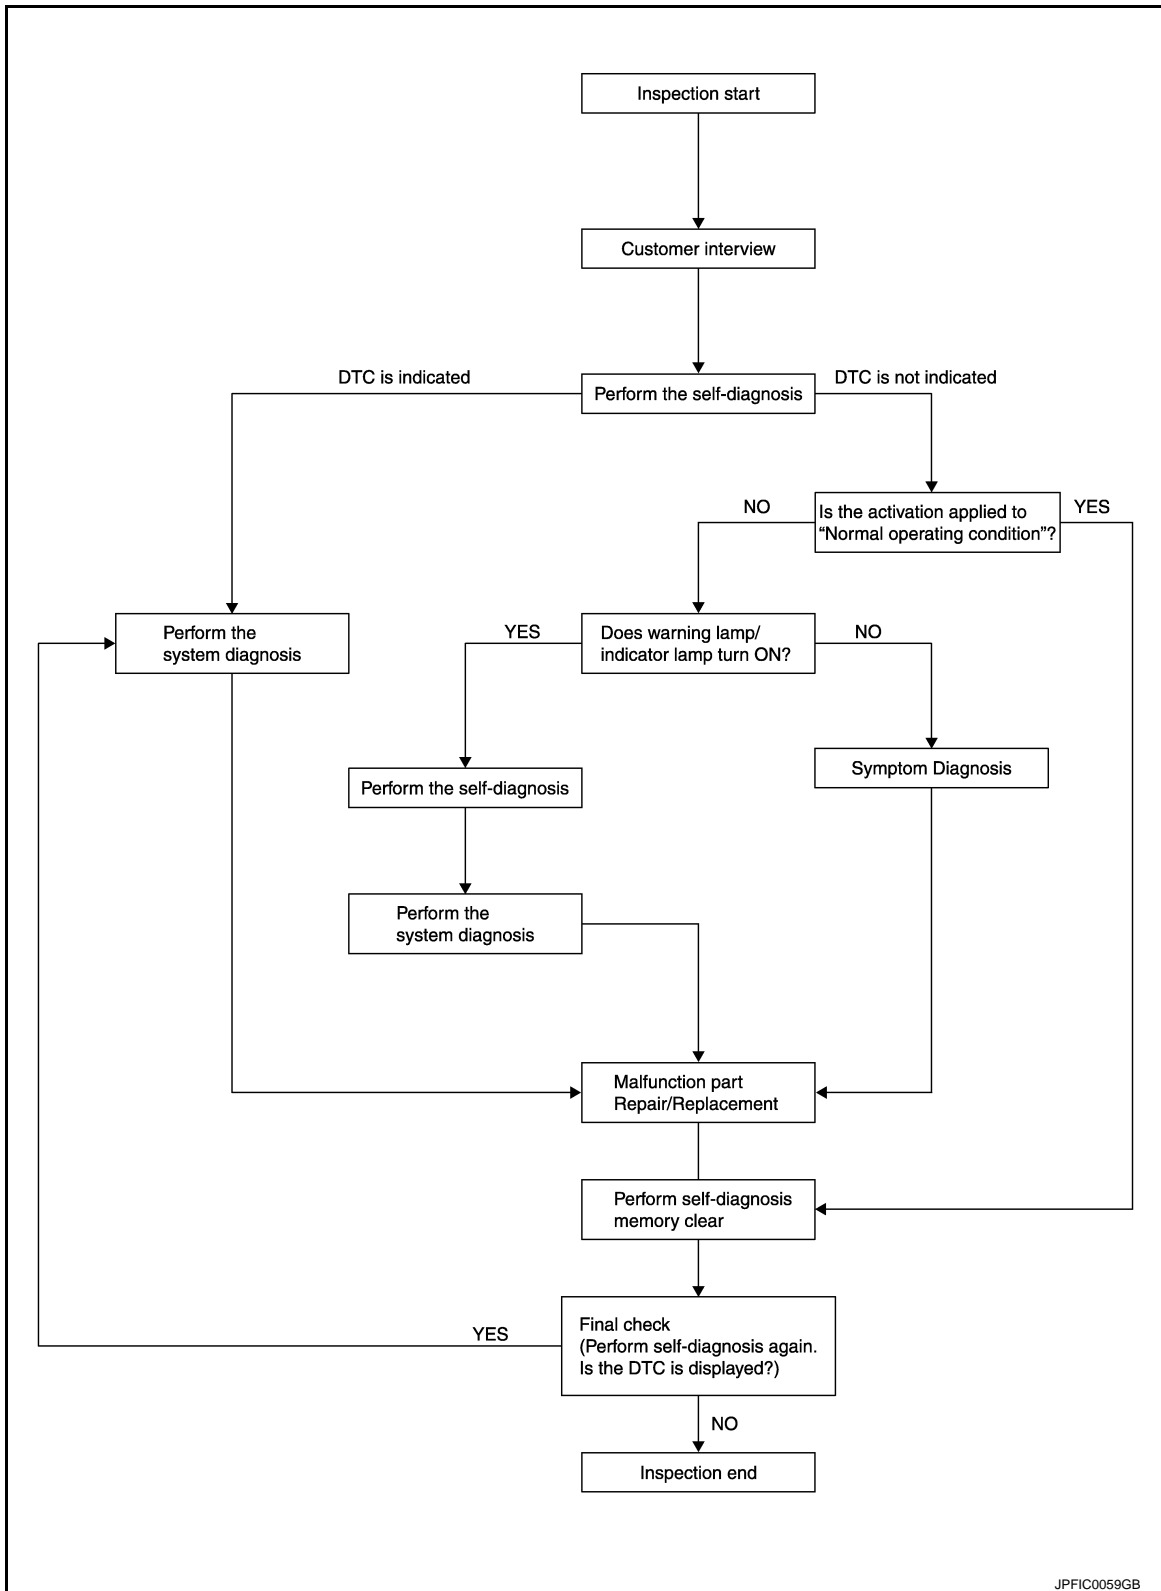 Inspection start
Customer interview
DTC is indicated
Perform the self-diagnosis
DTC is not indicated
NO
Is the activation applied to
“Normal operating condition”?
YES
Perform the
system diagnosis
YES
Does warning lamp/
indicator lamp turn ON?
NO
Perform the self-diagnosis
Symptom Diagnosis
Perform the
system diagnosis
Malfunction part
Repair/Replacement
Perform self-diagnosis
memory clear
YES
Final check
(Perform self-diagnosis again.
Is the DTC is displayed?)
NO
Inspection end
JPFIC0059GB